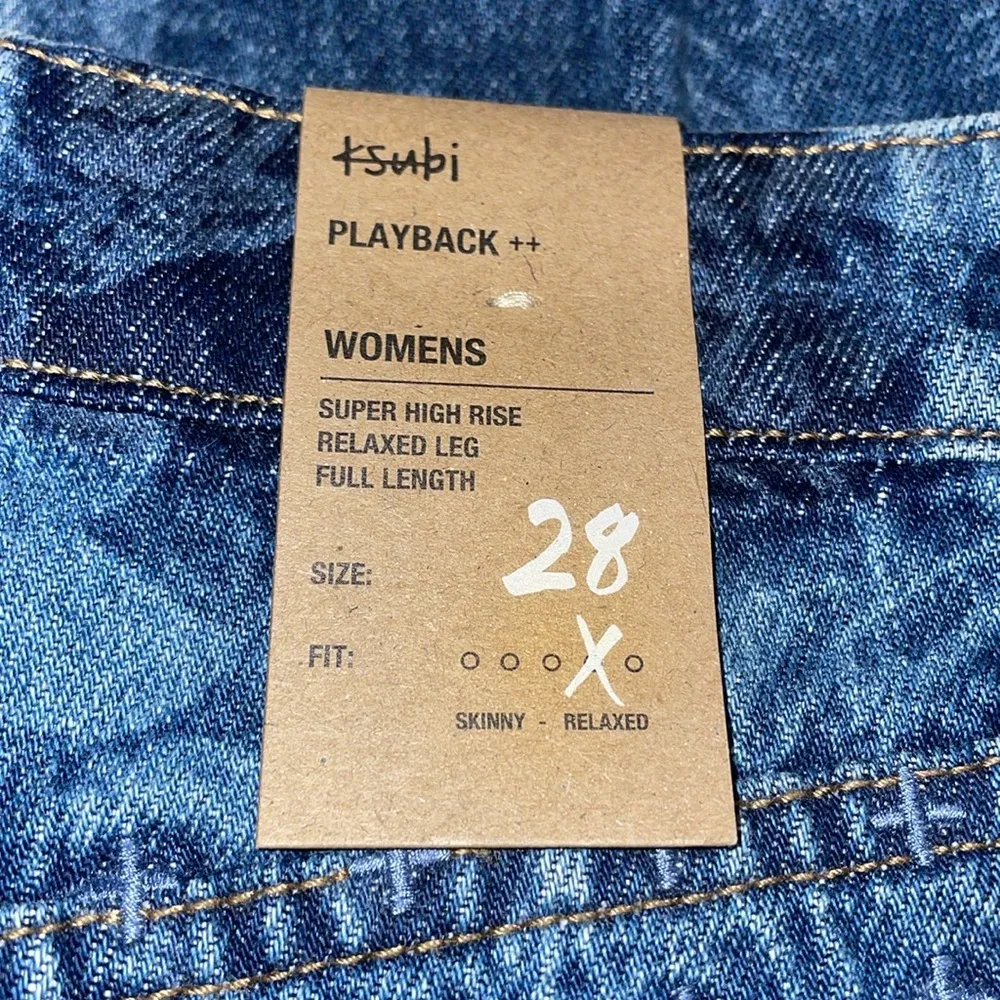 ksubi
PLAYBACK ++
WOMENS
SUPER HIGH RISE
RELAXED LEG
FULL LENGTH
SIZE: 28
FIT: O O O X O
SKINNY - RELAXED